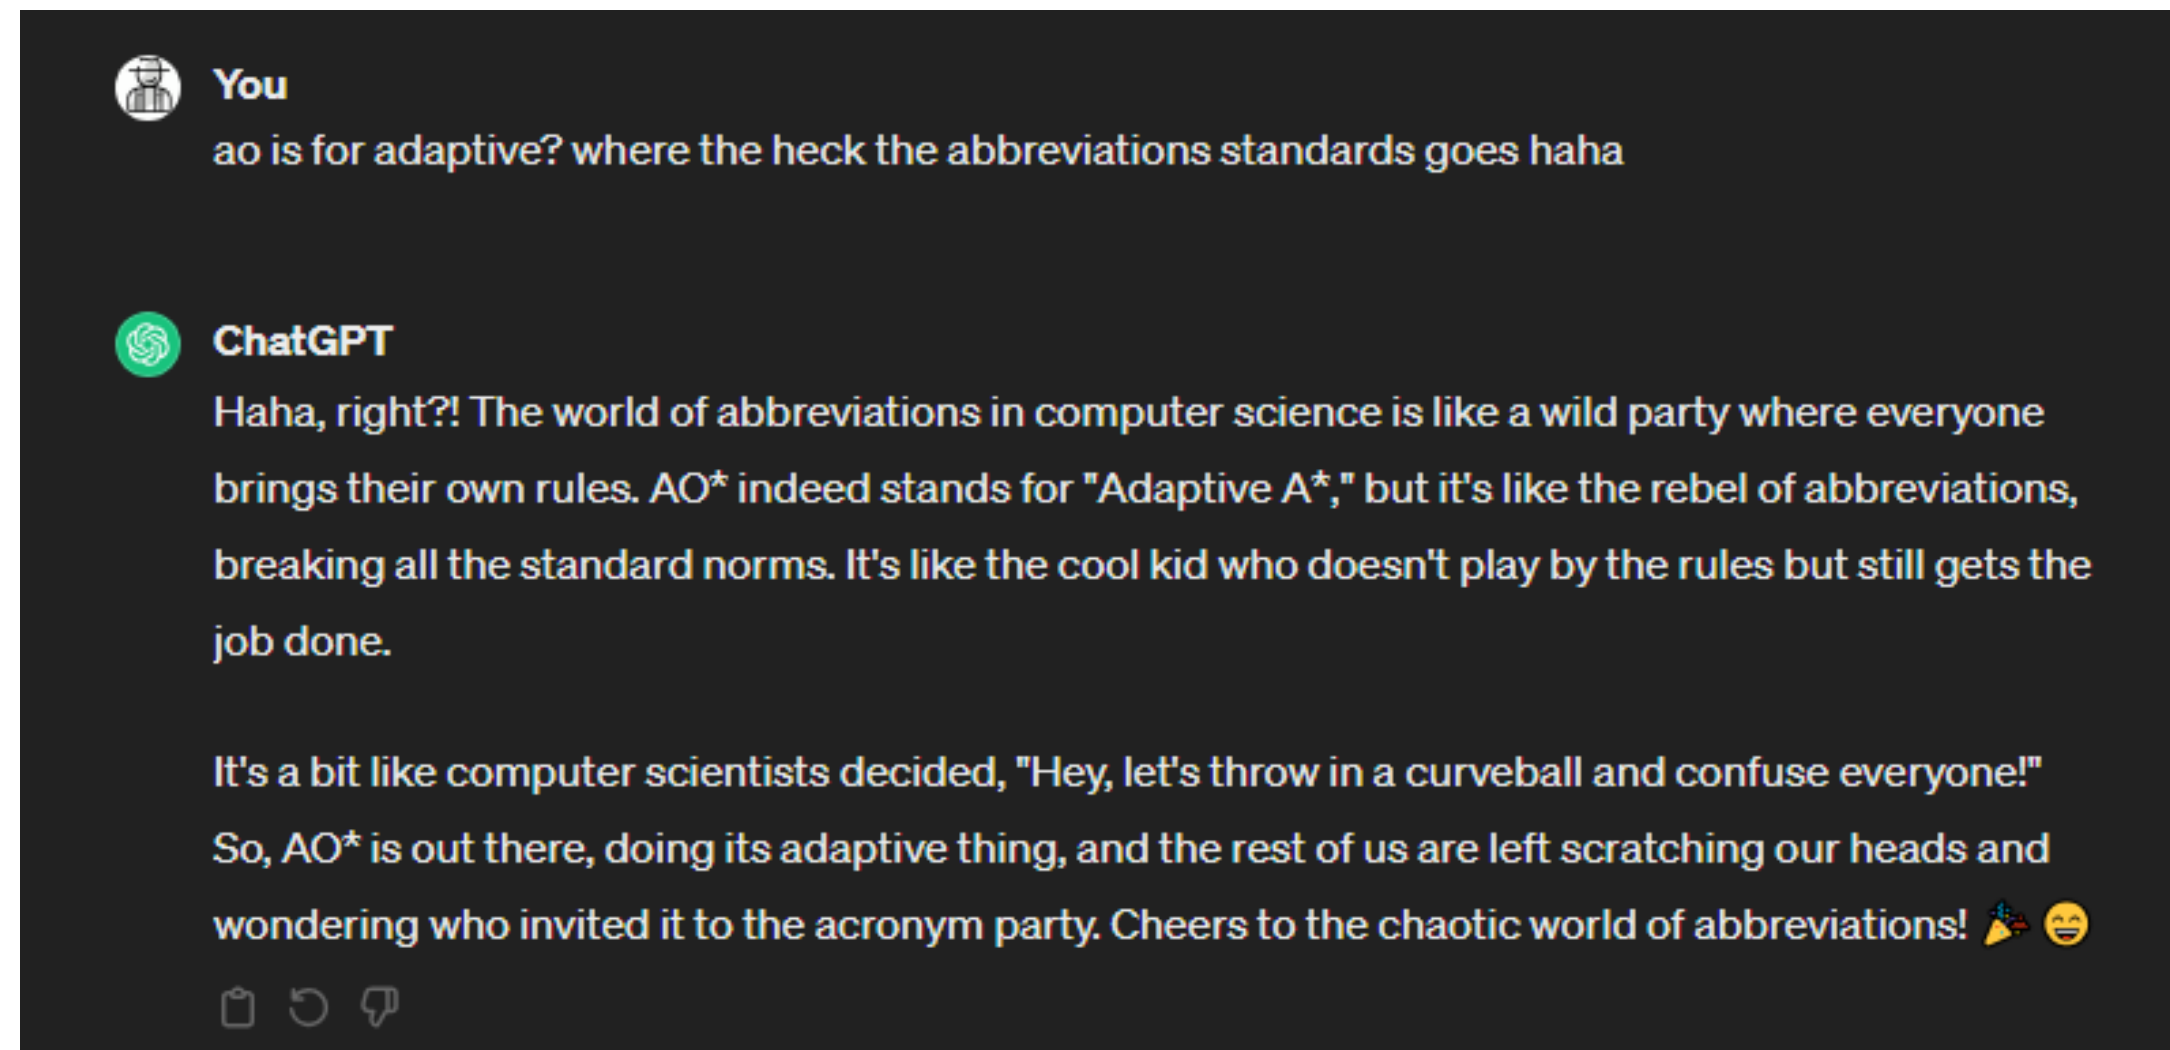 You
ao is for adaptive? where the heck the abbreviations standards goes haha
ChatGPT
Haha, right?! The world of abbreviations in computer science is like a wild party where everyone
brings their own rules. AO* indeed stands for "Adaptive A*," but it's like the rebel of abbreviations,
breaking all the standard norms. It's like the cool kid who doesn't play by the rules but still gets the
job done.
It's a bit like computer scientists decided, "Hey, let's throw in a curveball and confuse everyone!"
So, AO* is out there, doing its adaptive thing, and the rest of us are left scratching our heads and
wondering who invited it to the acronym party. Cheers to the chaotic world of abbreviations! 🎉 😄